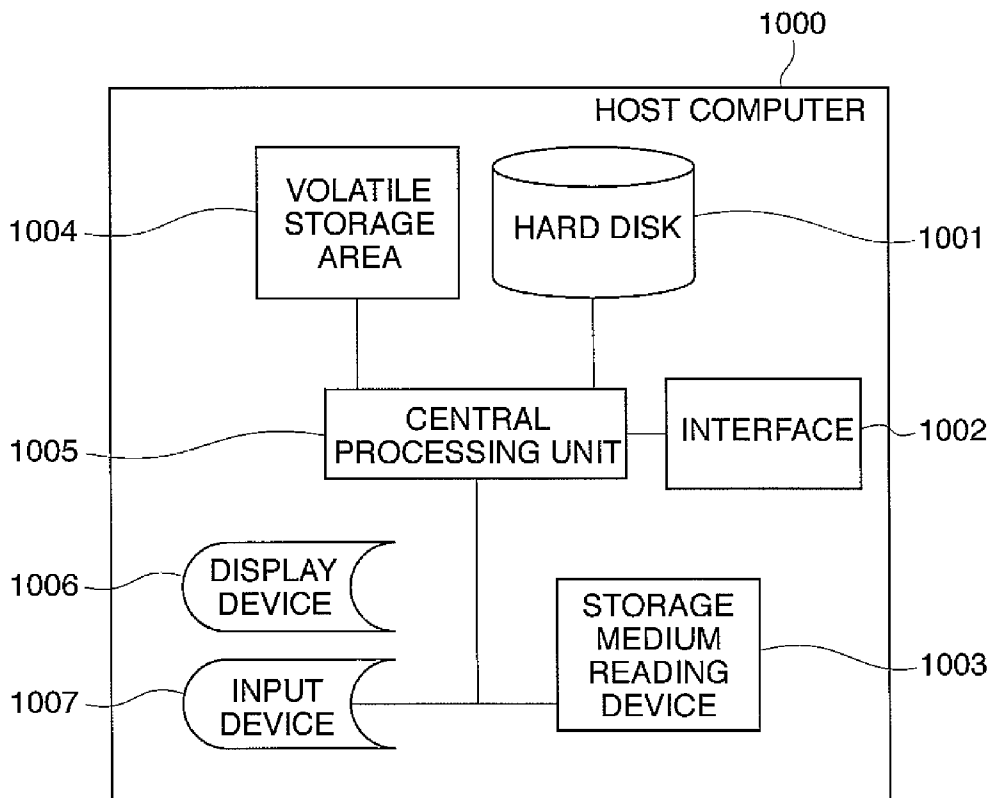 1000
HOST COMPUTER
VOLATILE
STORAGE
AREA
1004
HARD DISK
1001
CENTRAL
PROCESSING UNIT
1005
INTERFACE
1002
DISPLAY
DEVICE
1006
STORAGE
MEDIUM
READING
DEVICE
1003
INPUT
DEVICE
1007